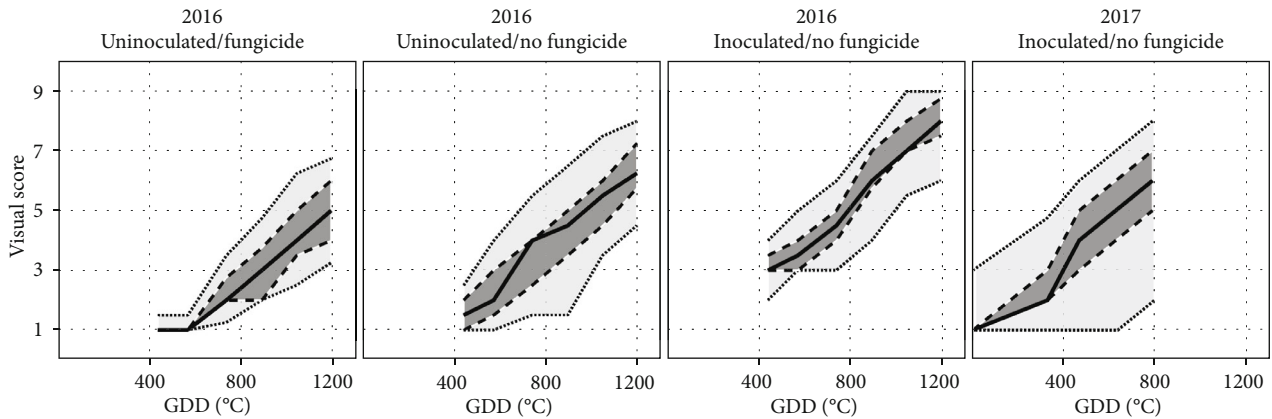 2016
Uninoculated/fungicide
2016
Uninoculated/no fungicide
2016
Inoculated/no fungicide
2017
Inoculated/no fungicide
Visual score
9
7
5
3
1
400 800 1200
400 800 1200
400 800 1200
400 800 1200
GDD (°C)
GDD (°C)
GDD (°C)
GDD (°C)